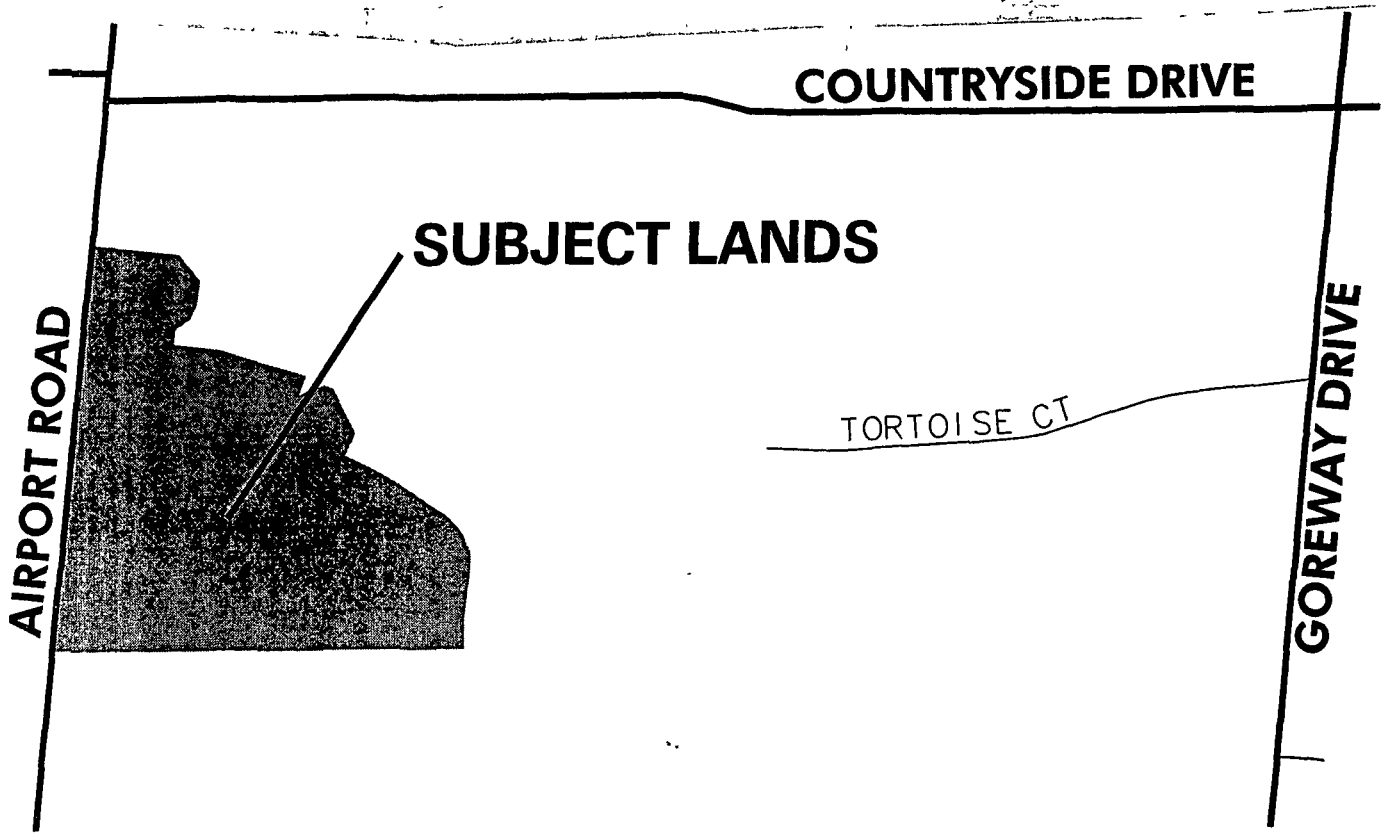 COUNTRYSIDE DRIVE
SUBJECT LANDS
AIRPORT ROAD
TORTOISE CT
GOREWAY DRIVE